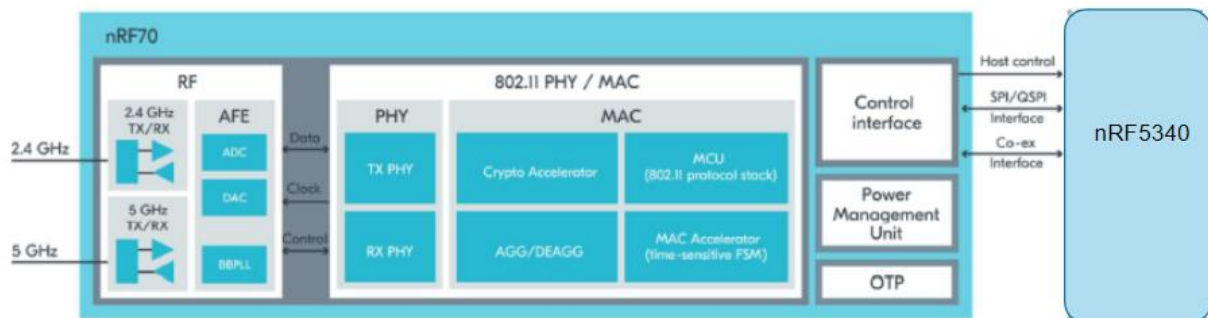 nRF70
RF
2.4 GHz
TX/RX
5 GHz
TX/RX
AFE
ADC
DAC
BBPLL
2.4 GHz
5 GHz
Data
Clock
Control
802.11 PHY / MAC
PHY
TX PHY
RX PHY
MAC
Crypto Accelerator
MCU
(802.11 protocol stack)
AGG/DEAGG
MAC Accelerator
(time-sensitive FSM)
Control
interface
Power
Management
Unit
OTP
Host control
SPI/QSPI
Interface
Co-ex
Interface
nRF5340